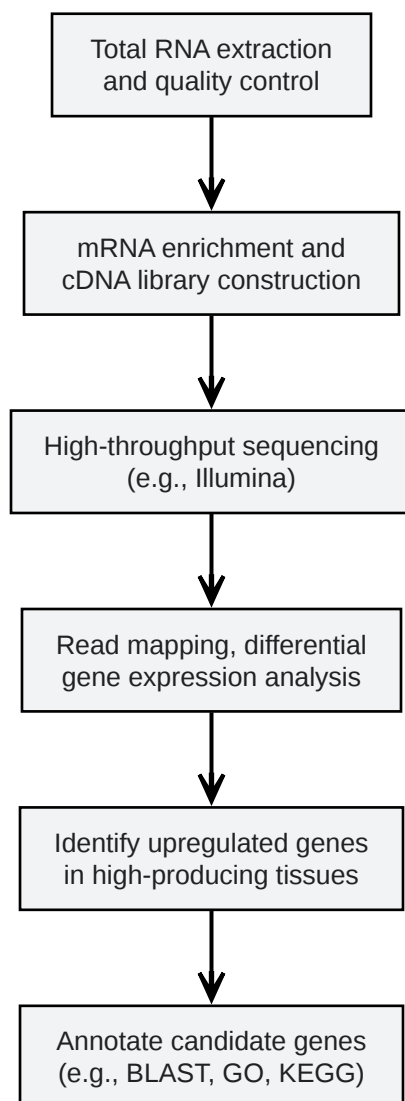 Total RNA extraction
and quality control
mRNA enrichment and
cDNA library construction
High-throughput sequencing
(e.g., Illumina)
Read mapping, differential
gene expression analysis
Identify upregulated genes
in high-producing tissues
Annotate candidate genes
(e.g., BLAST, GO, KEGG)